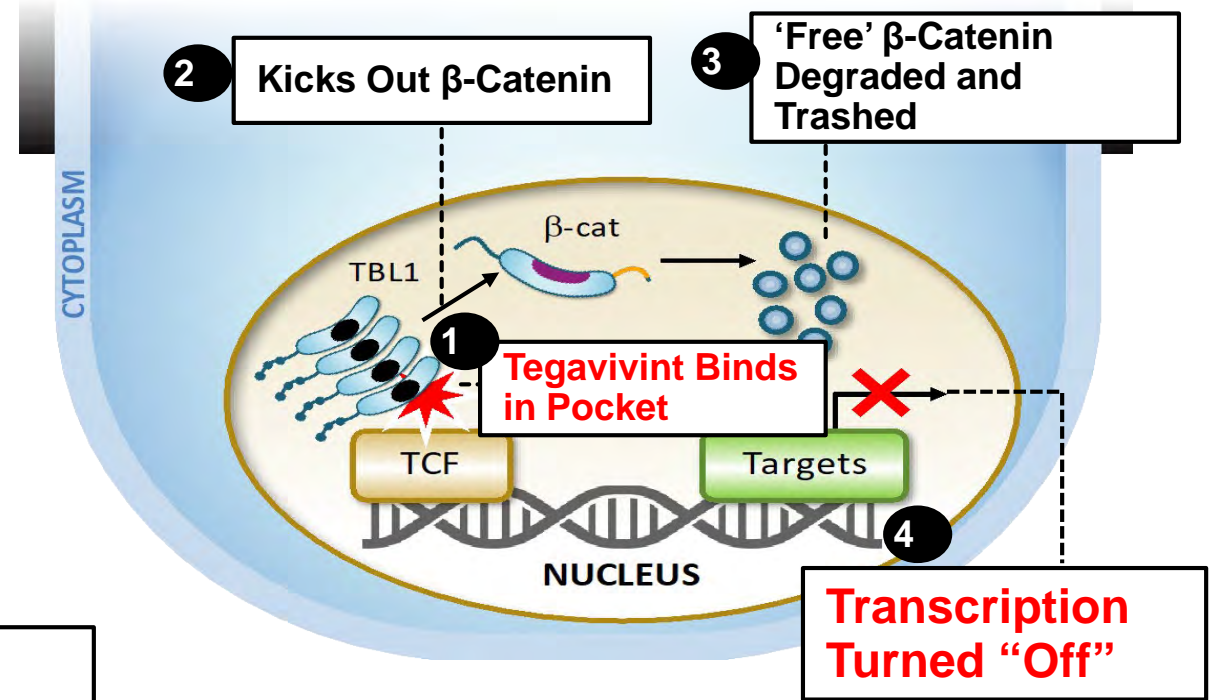 2
Kicks Out β-Catenin
3
‘Free’ β-Catenin
Degraded and
Trashed
CYTOPLASM
β-cat
TBL1
1
Tegavivint Binds
in Pocket
TCF
Targets
4
NUCLEUS
Transcription
Turned “Off”